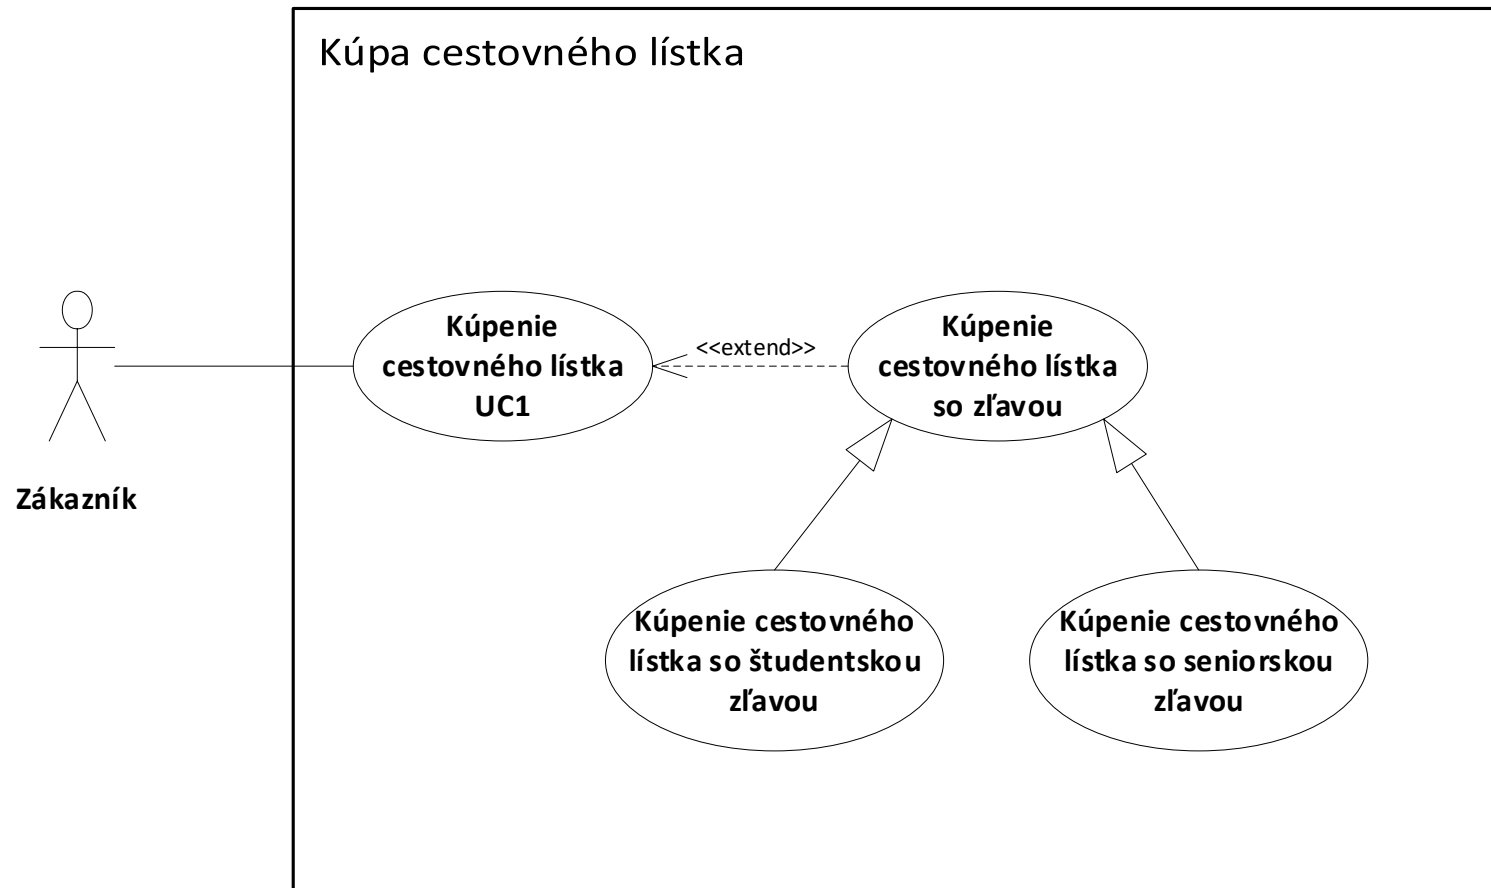 Kúpa cestovného lístka
Kúpenie
cestovného lístka
UC1
<<extend>>
Kúpenie
cestovného lístka
so zľavou
Zákazník
Kúpenie cestovného
lístka so študentskou
zľavou
Kúpenie cestovného
lístka so seniorskou
zľavou